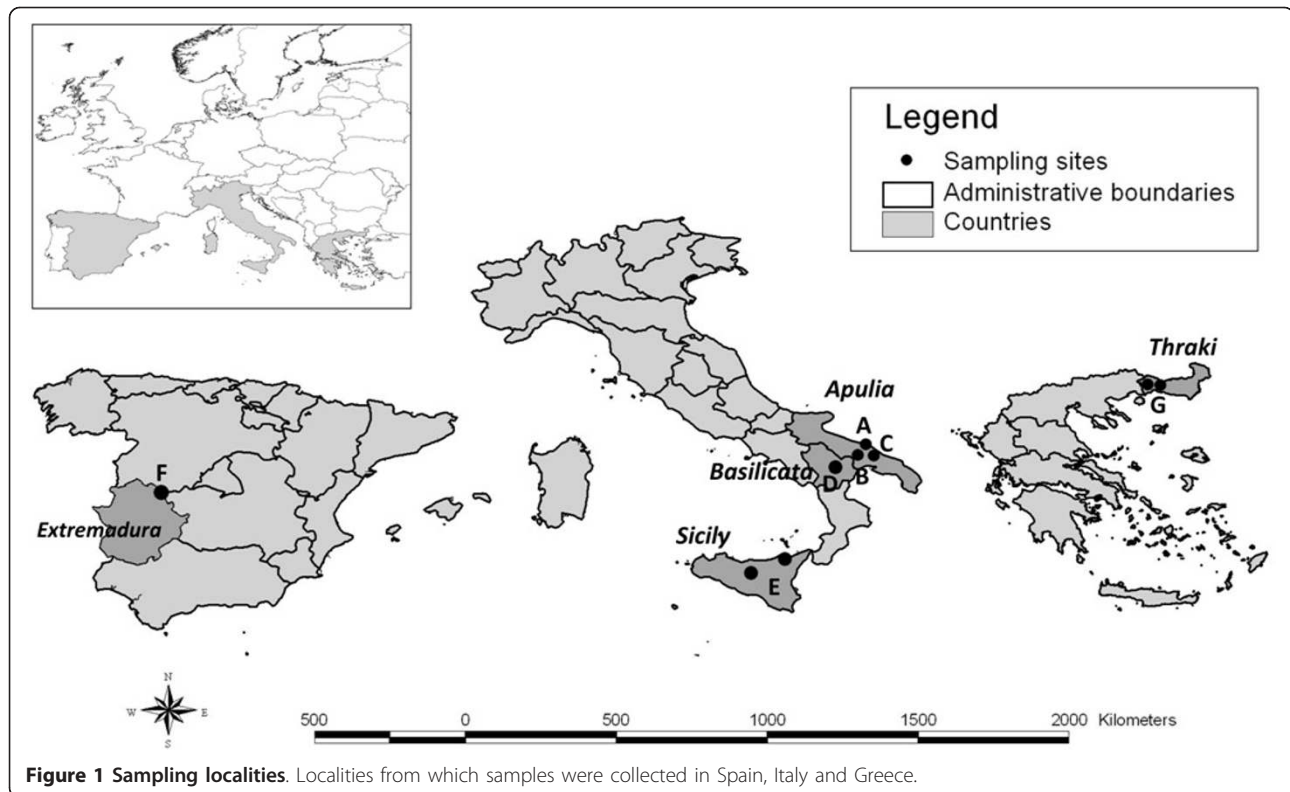 Legend
Sampling sites
Administrative boundaries
Countries
Thraki
G
Apulia
A
C
Basilicata
D
B
F
Extremadura
Sicily
E
N
W
E
S
500
0
500
1000
1500
2000 Kilometers
Figure 1 Sampling localities. Localities from which samples were collected in Spain, Italy and Greece.